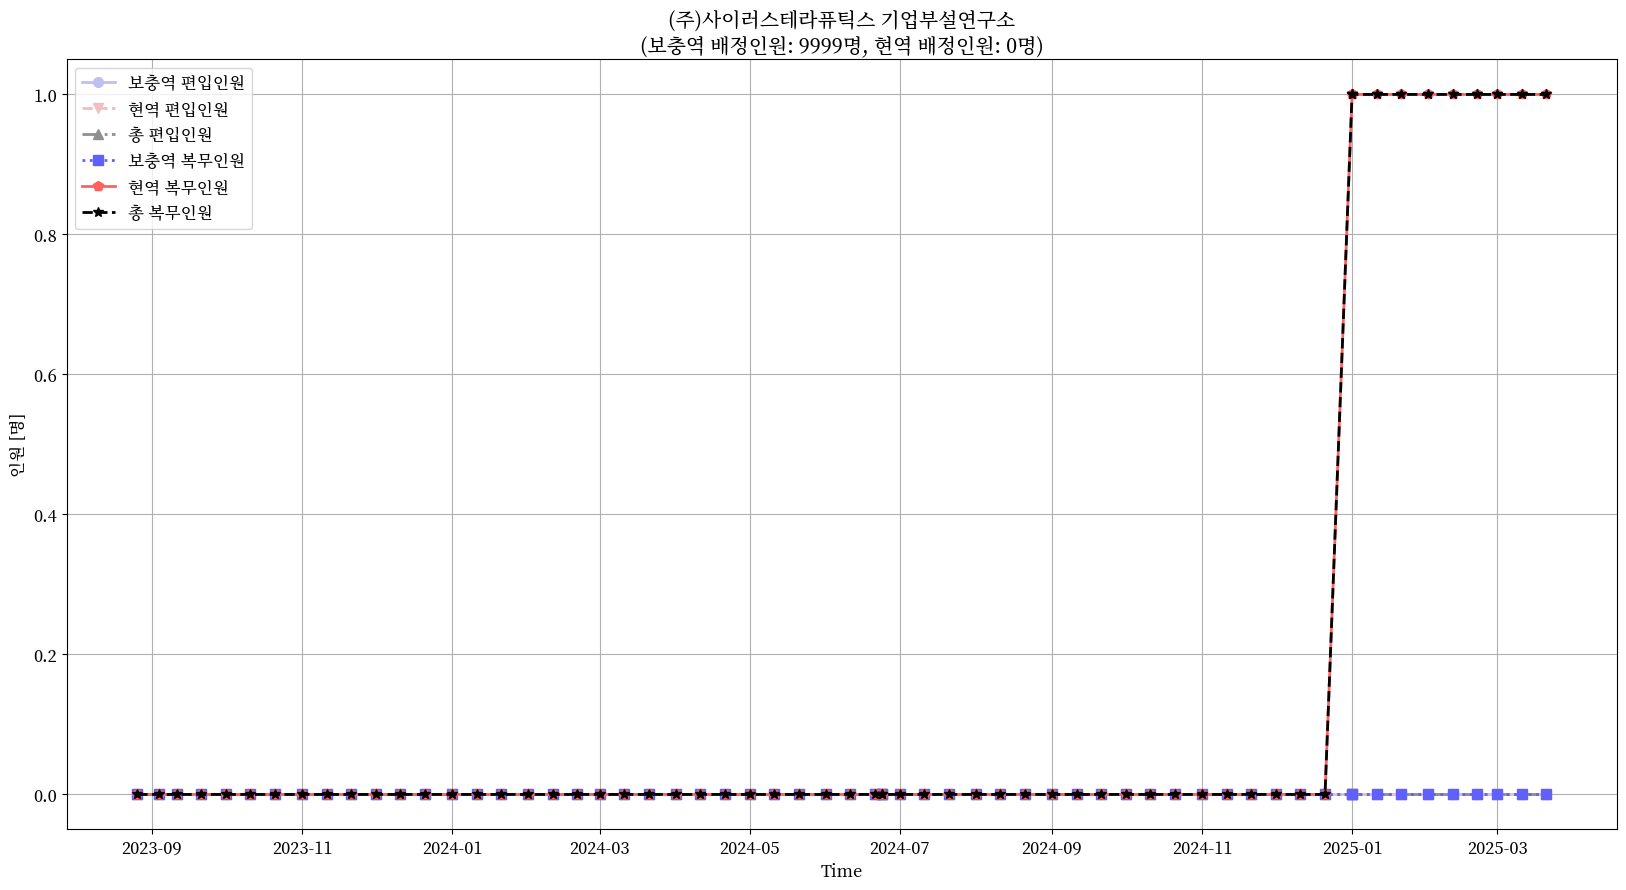 (주)사이러스테라퓨틱스 기업부설연구소
(보충역 배정인원: 9999명, 현역 배정인원: 0명)
보충역 편입인원
현역 편입인원
총 편입인원
보충역 복무인원
현역 복무인원
총 복무인원
인원 [명]
1.0
0.8
0.6
0.4
0.2
0.0
2023-09
2023-11
2024-01
2024-03
2024-05
2024-07
2024-09
2024-11
2025-01
2025-03
Time